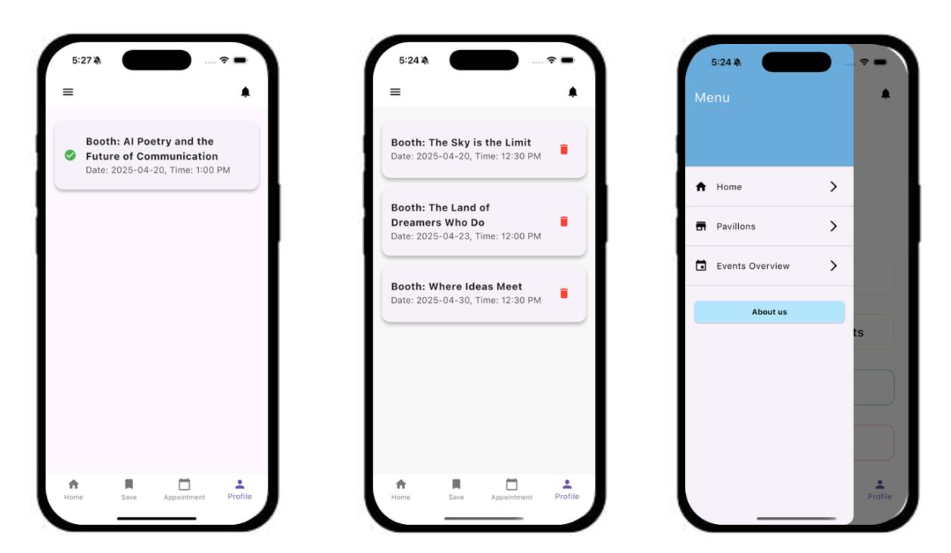 5:27
Booth: AI Poetry and the
Future of Communication
Date: 2025-04-20, Time: 1:00 PM
Home
Save
Appointment
Profile
5:24
Booth: The Sky is the Limit
Date: 2025-04-20, Time: 12:30 PM
Booth: The Land of
Dreamers Who Do
Date: 2025-04-23, Time: 12:00 PM
Booth: Where Ideas Meet
Date: 2025-04-30, Time: 12:30 PM
Home
Save
Appointment
Profile
5:24
Menu
Home
Pavillons
Events Overview
About us
ts
Profile